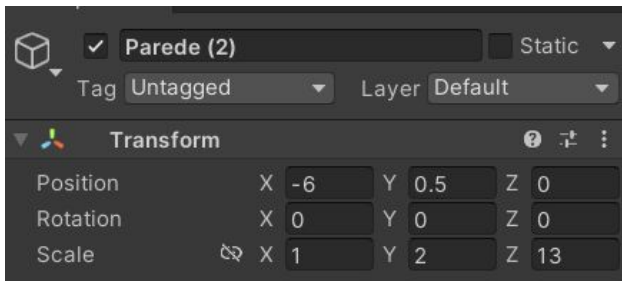 Parede (2) Static
Tag Untagged Layer Default
Transform
Position X -6 Y 0.5 Z 0
Rotation X 0 Y 0 Z 0
Scale X 1 Y 2 Z 13